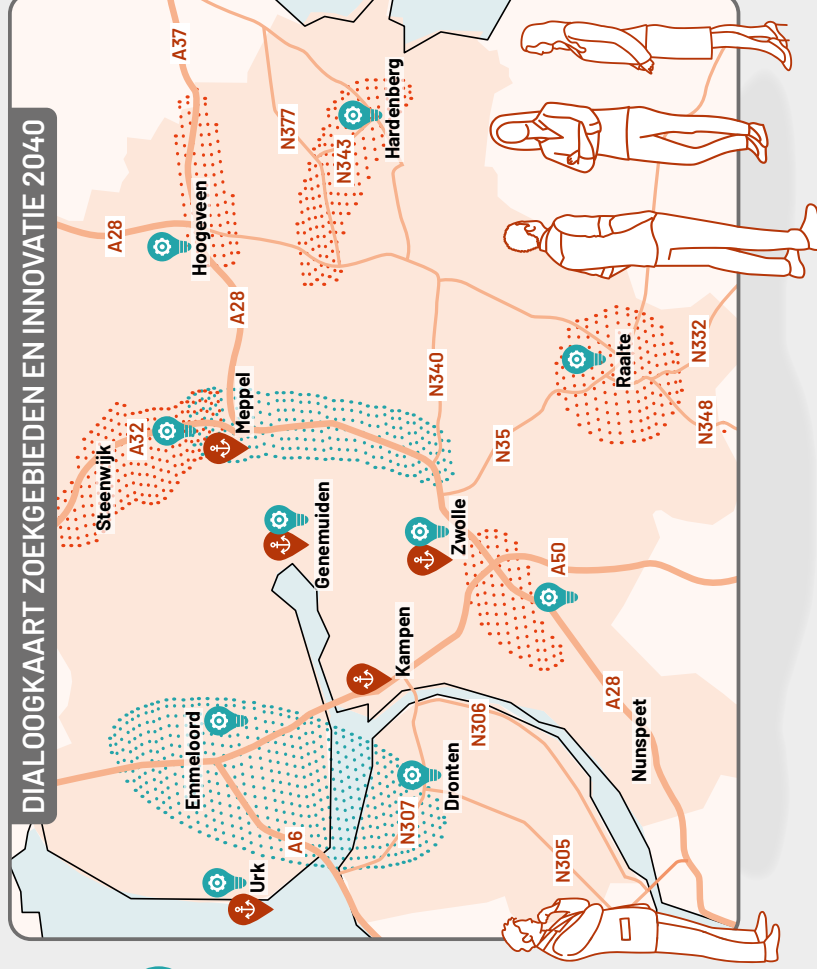 DIALOOGKAART ZOEKGEBIEDEN EN INNOVATIE 2040
A37
A28
N377
N343
Hardenberg
Hoogeveen
A28
Steenwijk
A32
Meppel
N340
Raalte
N332
N348
N35
Genemuiden
Zwolle
A50
Kampen
Emmeloord
A28
Nunspeet
N306
Dronten
N307
A6
Urk
N305